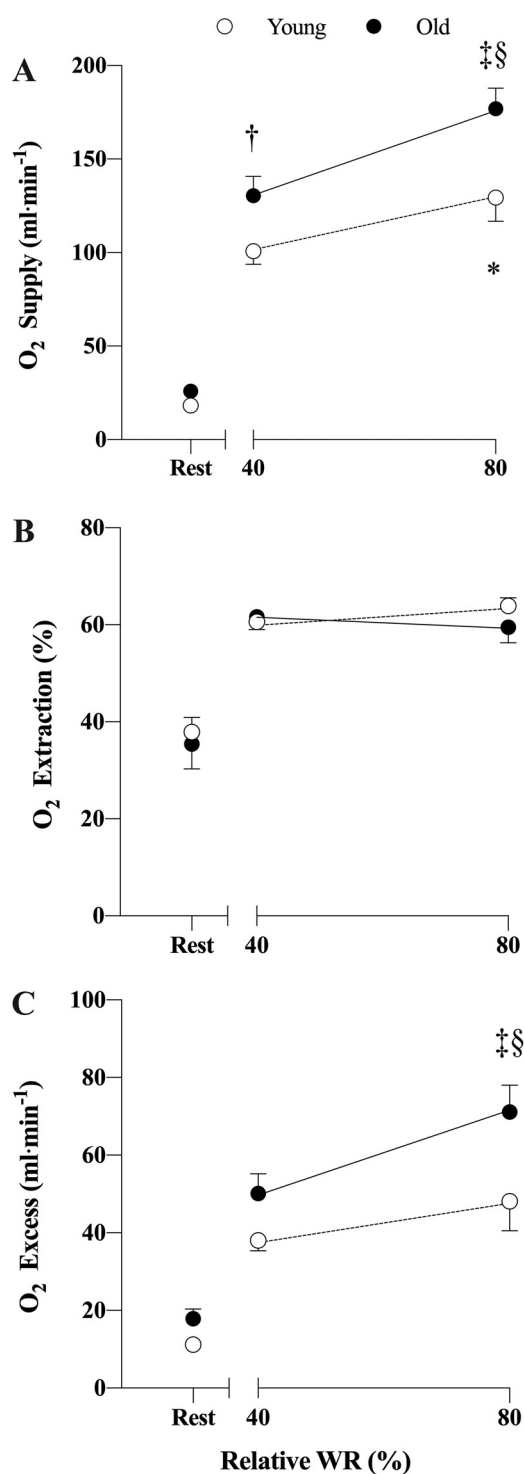 Young Old
A
O₂ Supply (ml·min⁻¹)
200
150
100
50
0
†
‡§
*
Rest 40 80
B
O₂ Extraction (%)
80
60
40
20
0
Rest 40 80
C
O₂ Excess (ml·min⁻¹)
100
80
60
40
20
0
‡§
Rest 40 80
Relative WR (%)